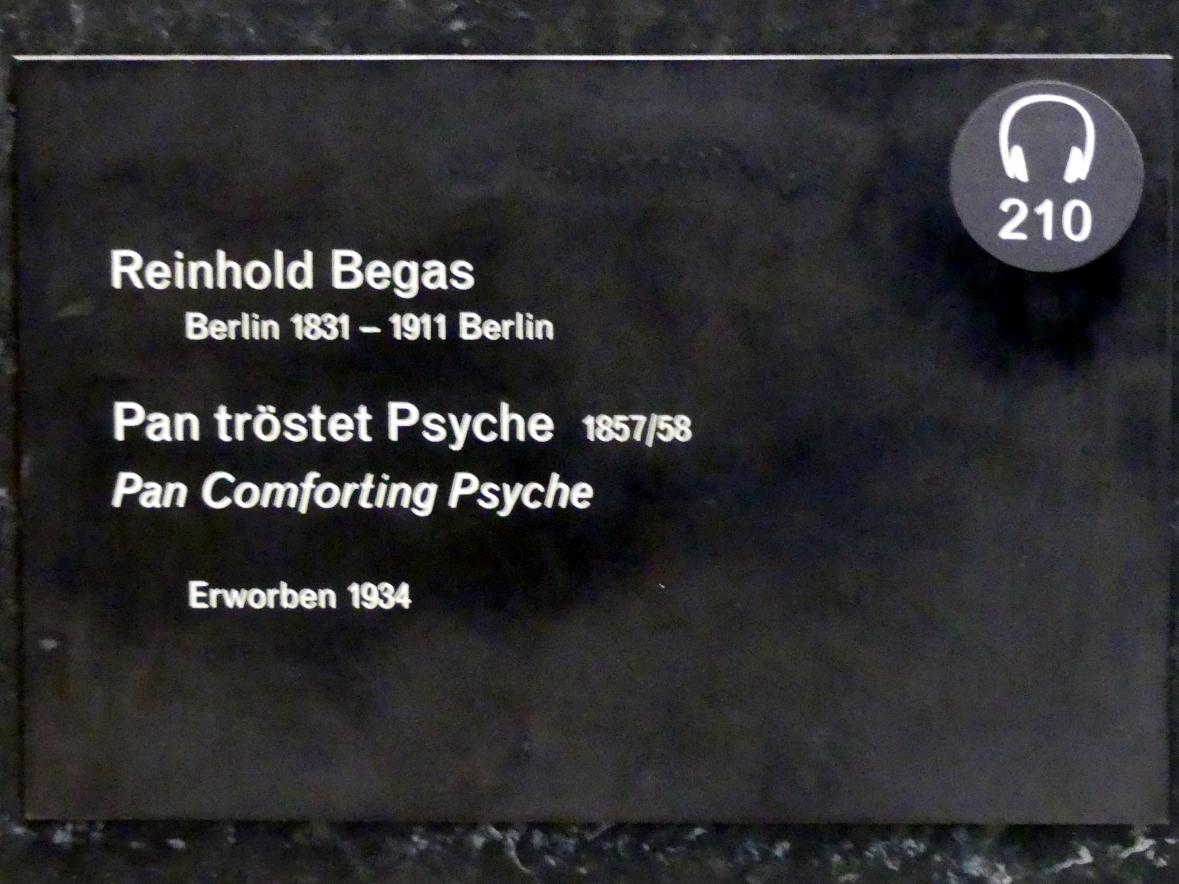 210
Reinhold Begas
Berlin 1831 – 1911 Berlin
Pan tröstet Psyche 1857/58
Pan Comforting Psyche
Erworben 1934